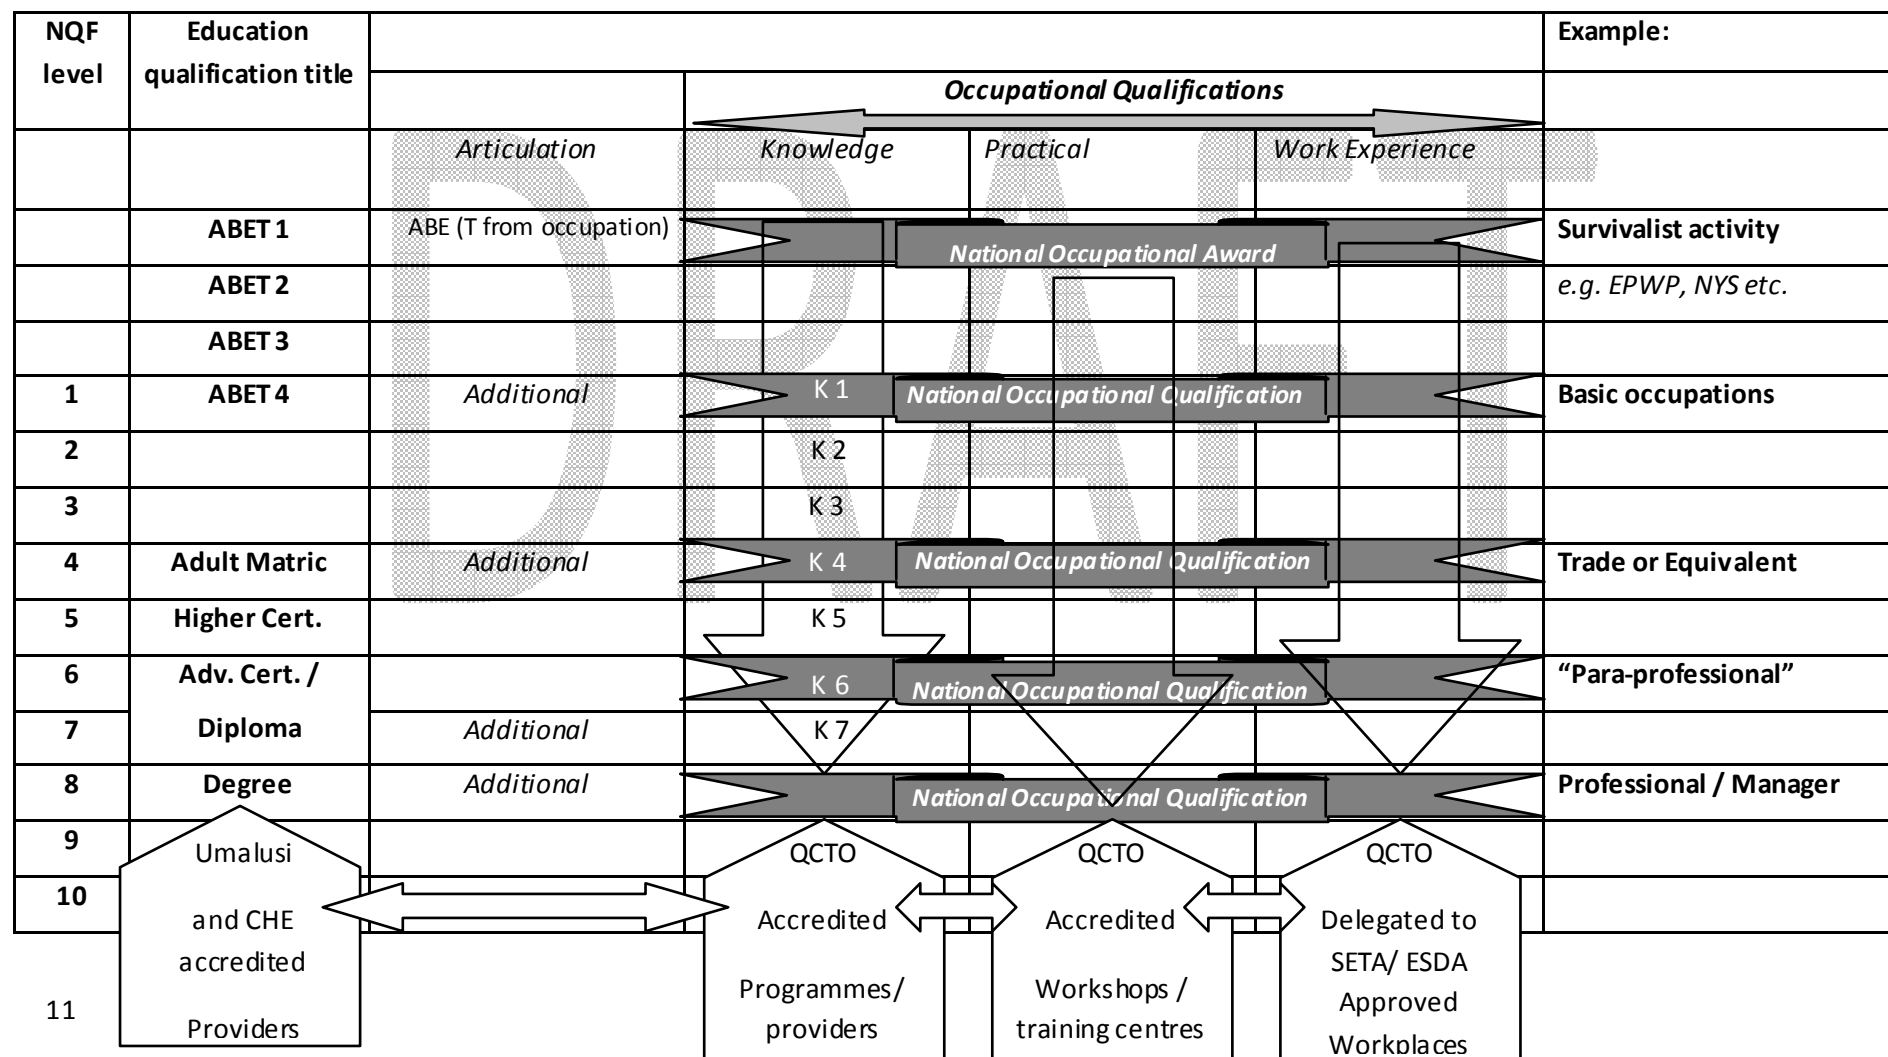 NQF level
Education qualification title
Example:
Occupational Qualifications
Articulation Knowledge Practical Work Experience
DRAFT
ABET 1 ABE (T from occupation) National Occupational Award Survivalist activity
ABET 2 e.g. EPWP, NYS etc.
ABET 3
1 ABET 4 Additional K 1 National Occupational Qualification Basic occupations
2 K 2
3 K 3
4 Adult Matric Additional K 4 National Occupational Qualification Trade or Equivalent
5 Higher Cert. K 5
6 Adv. Cert. / K 6 National Occupational Qualification “Para-professional”
7 Diploma Additional K 7
8 Degree Additional National Occupational Qualification Professional / Manager
9
10
Umalusi
and CHE
accredited
Providers
QCTO
Accredited
Programmes/
providers
QCTO
Accredited
Workshops /
training centres
QCTO
Delegated to
SETA/ ESDA
Approved
Workplaces
11